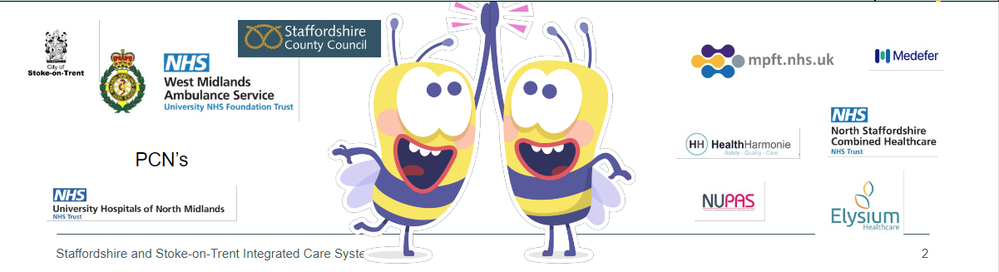 City of
Stoke-on-Trent
NHS
West Midlands
Ambulance Service
University NHS Foundation Trust
Staffordshire
County Council
mpft.nhs.uk
Medefer
PCN's
HH HealthHarmonie
Safety - Quality - Care
NHS
North Staffordshire
Combined Healthcare
NHS Trust
NHS
University Hospitals of North Midlands
NHS Trust
NUPAS
Elysium
Healthcare
Staffordshire and Stoke-on-Trent Integrated Care Syste
2